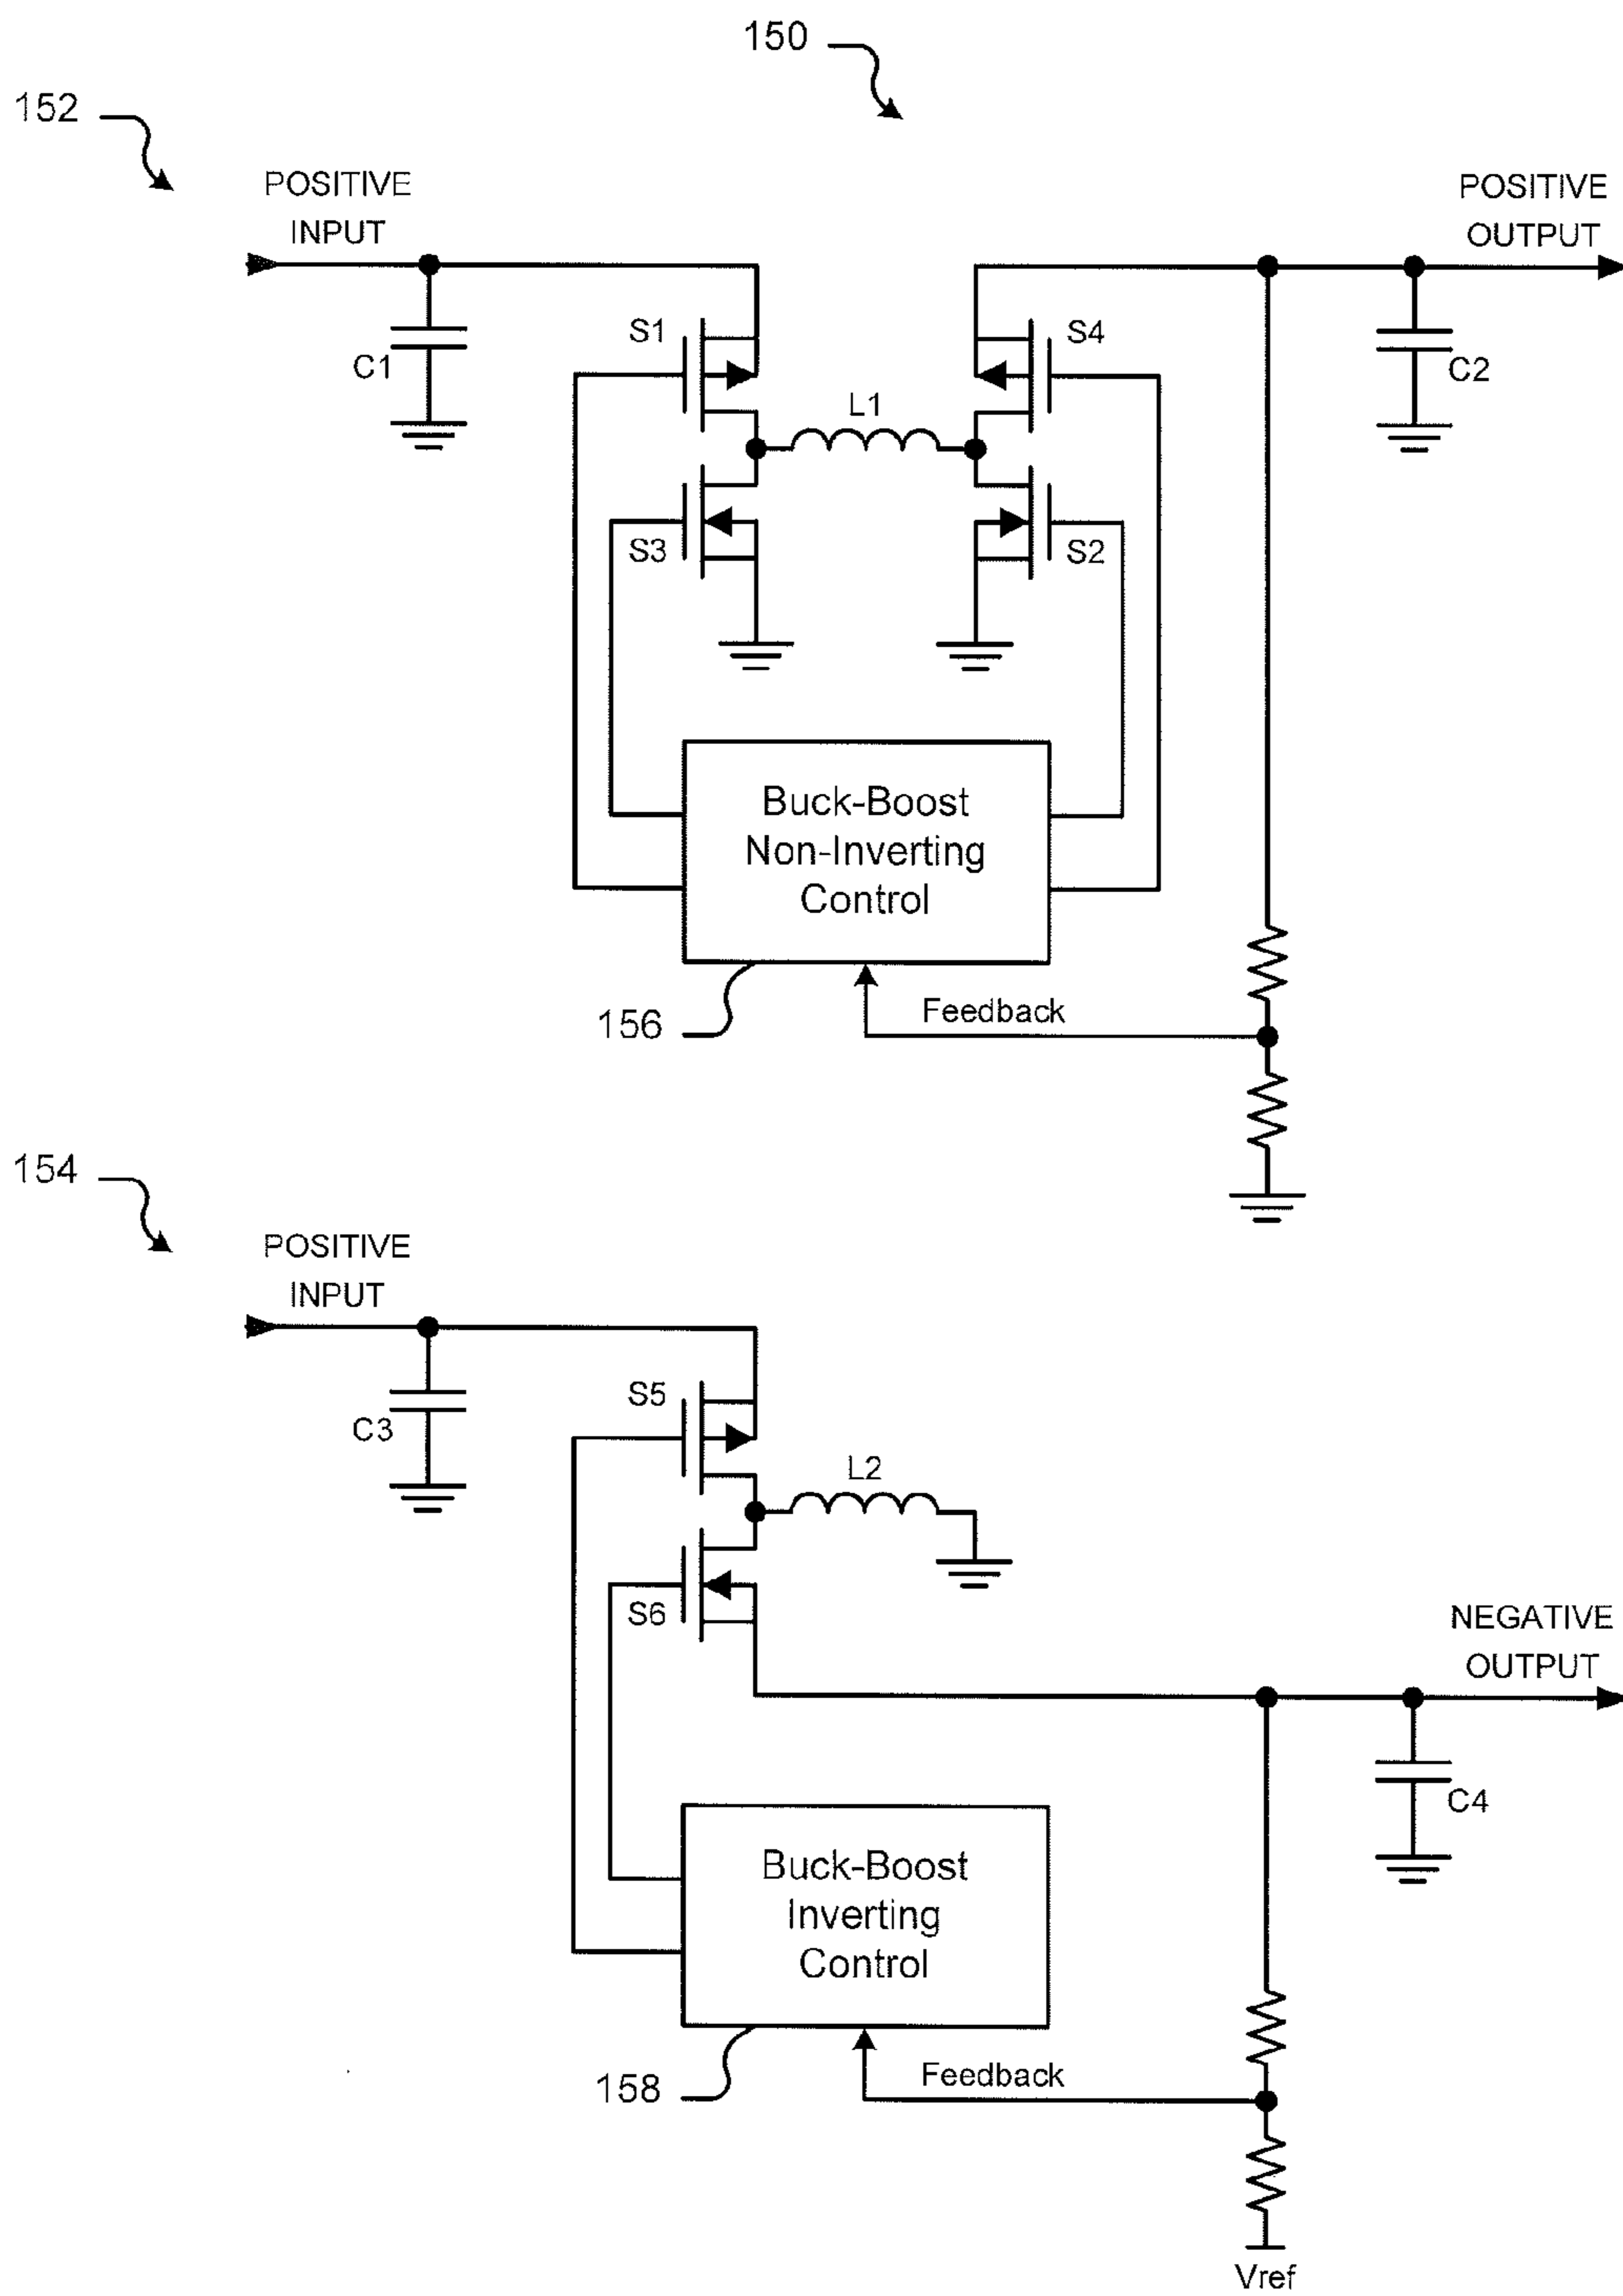 150
152
POSITIVE
INPUT
POSITIVE
OUTPUT
S1
S4
C1
C2
L1
S3
S2
Buck-Boost
Non-Inverting
Control
Feedback
156
154
POSITIVE
INPUT
S5
C3
L2
S6
NEGATIVE
OUTPUT
C4
Buck-Boost
Inverting
Control
Feedback
158
Vref